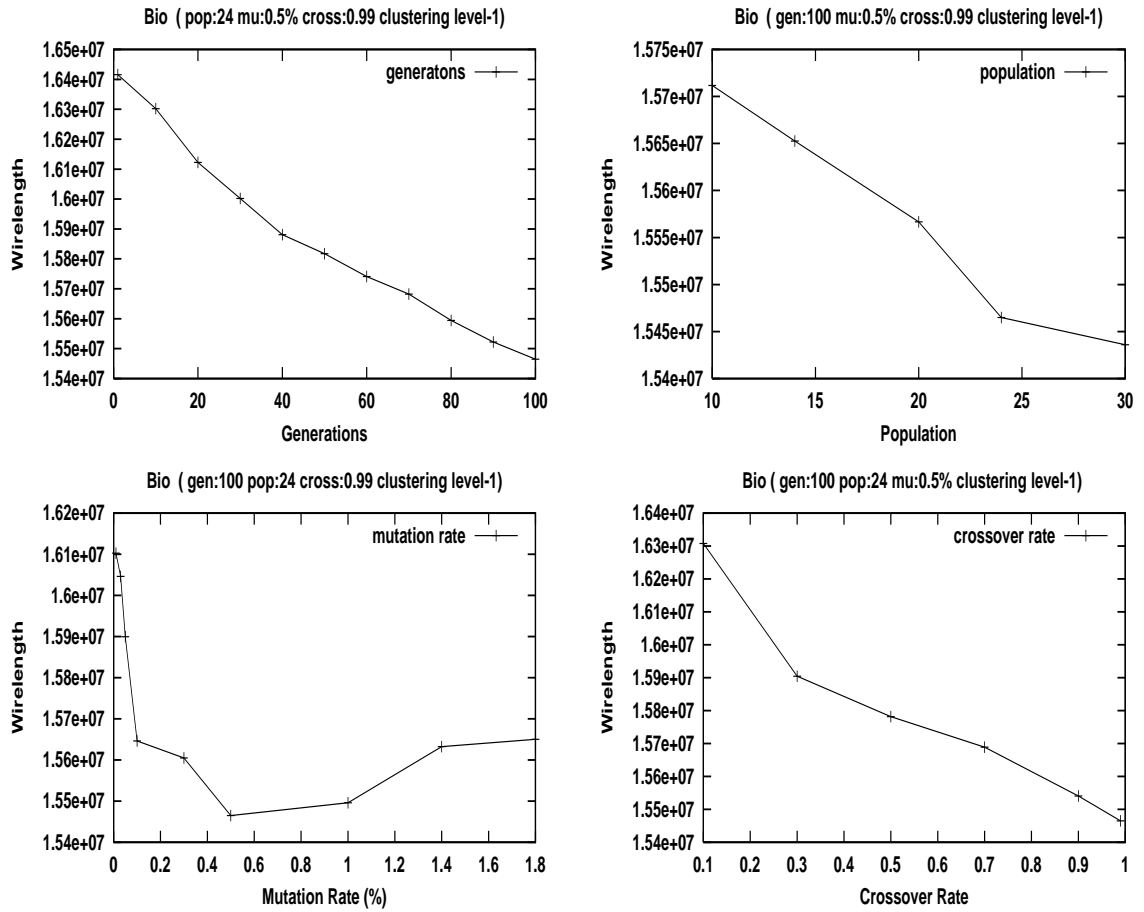 Bio ( pop:24 mu:0.5% cross:0.99 clustering level-1)
generatons
Wirelength
1.65e+07
1.64e+07
1.63e+07
1.62e+07
1.61e+07
1.6e+07
1.59e+07
1.58e+07
1.57e+07
1.56e+07
1.55e+07
1.54e+07
0 20 40 60 80 100
Generations
Bio ( gen:100 mu:0.5% cross:0.99 clustering level-1)
population
Wirelength
1.575e+07
1.57e+07
1.565e+07
1.56e+07
1.555e+07
1.55e+07
1.545e+07
1.54e+07
10 15 20 25 30
Population
Bio ( gen:100 pop:24 cross:0.99 clustering level-1)
mutation rate
Wirelength
1.62e+07
1.61e+07
1.6e+07
1.59e+07
1.58e+07
1.57e+07
1.56e+07
1.55e+07
1.54e+07
0 0.2 0.4 0.6 0.8 1 1.2 1.4 1.6 1.8
Mutation Rate (%)
Bio ( gen:100 pop:24 mu:0.5% clustering level-1)
crossover rate
Wirelength
1.64e+07
1.63e+07
1.62e+07
1.61e+07
1.6e+07
1.59e+07
1.58e+07
1.57e+07
1.56e+07
1.55e+07
1.54e+07
0.1 0.2 0.3 0.4 0.5 0.6 0.7 0.8 0.9 1
Crossover Rate